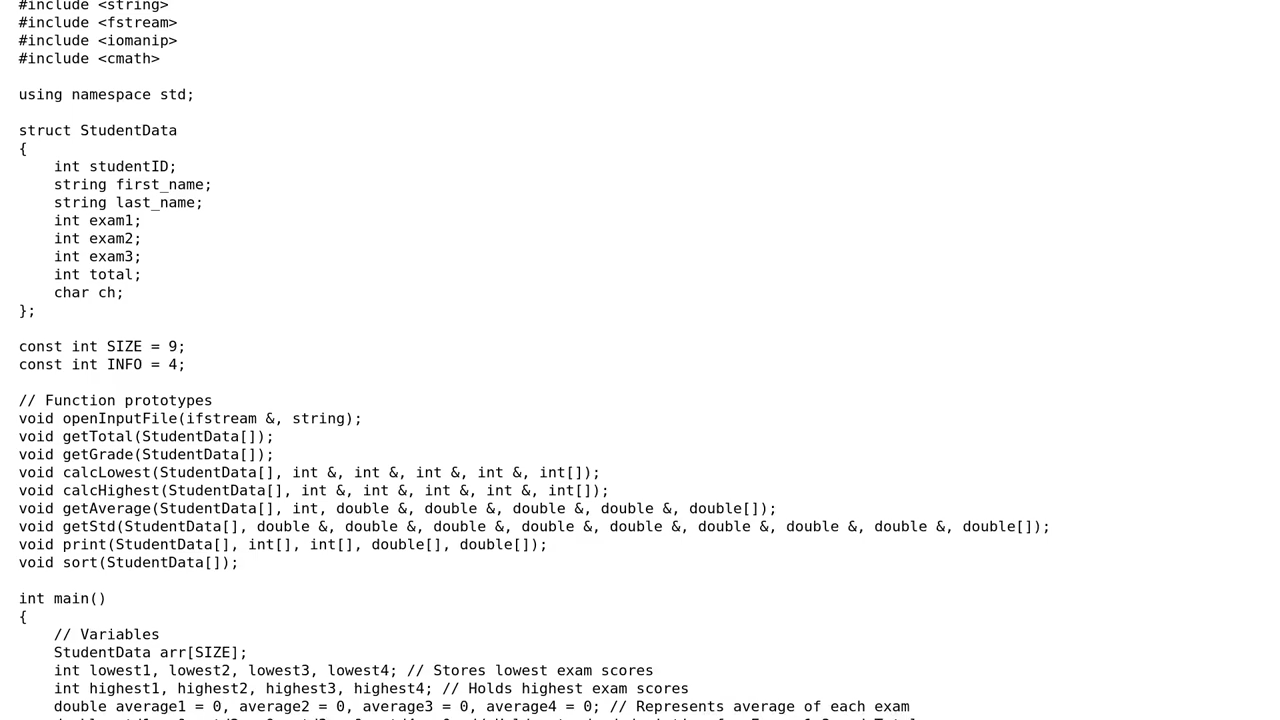 #include <string>
#include <fstream>
#include <iomanip>
#include <cmath>

using namespace std;

struct StudentData
{
    int studentID;
    string first_name;
    string last_name;
    int exam1;
    int exam2;
    int exam3;
    int total;
    char ch;
};

const int SIZE = 9;
const int INFO = 4;

// Function prototypes
void openInputFile(ifstream &, string);
void getTotal(StudentData[]);
void getGrade(StudentData[]);
void calcLowest(StudentData[], int &, int &, int &, int &, int[]);
void calcHighest(StudentData[], int &, int &, int &, int &, int[]);
void getAverage(StudentData[], int, double &, double &, double &, double &, double[]);
void getStd(StudentData[], double &, double &, double &, double &, double &, double &, double &, double &, double[]);
void print(StudentData[], int[], int[], double[], double[]);
void sort(StudentData[]);

int main()
{
    // Variables
    StudentData arr[SIZE];
    int lowest1, lowest2, lowest3, lowest4; // Stores lowest exam scores
    int highest1, highest2, highest3, highest4; // Holds highest exam scores
    double average1 = 0, average2 = 0, average3 = 0, average4 = 0; // Represents average of each exam